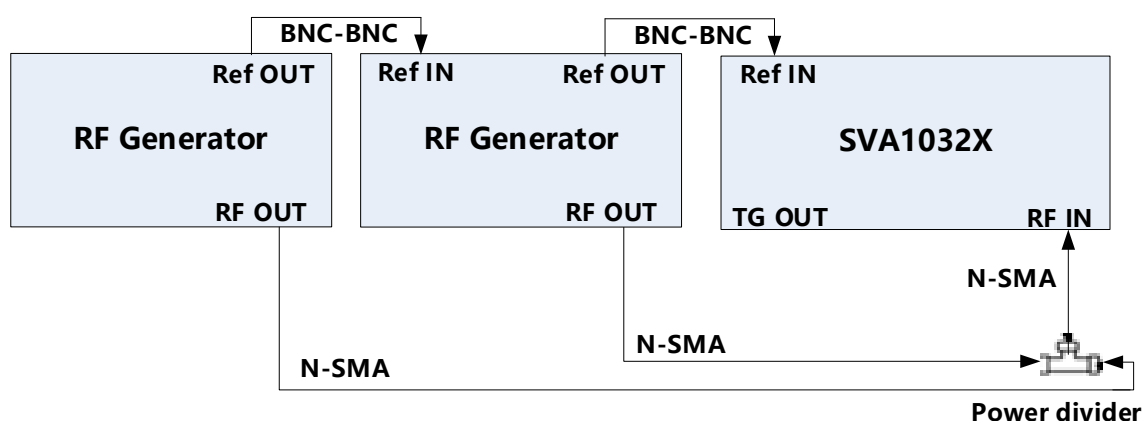 BNC-BNC
BNC-BNC
Ref OUT
Ref IN
Ref OUT
Ref IN
RF Generator
RF Generator
SVA1032X
RF OUT
RF OUT
TG OUT
RF IN
N-SMA
N-SMA
N-SMA
Power divider